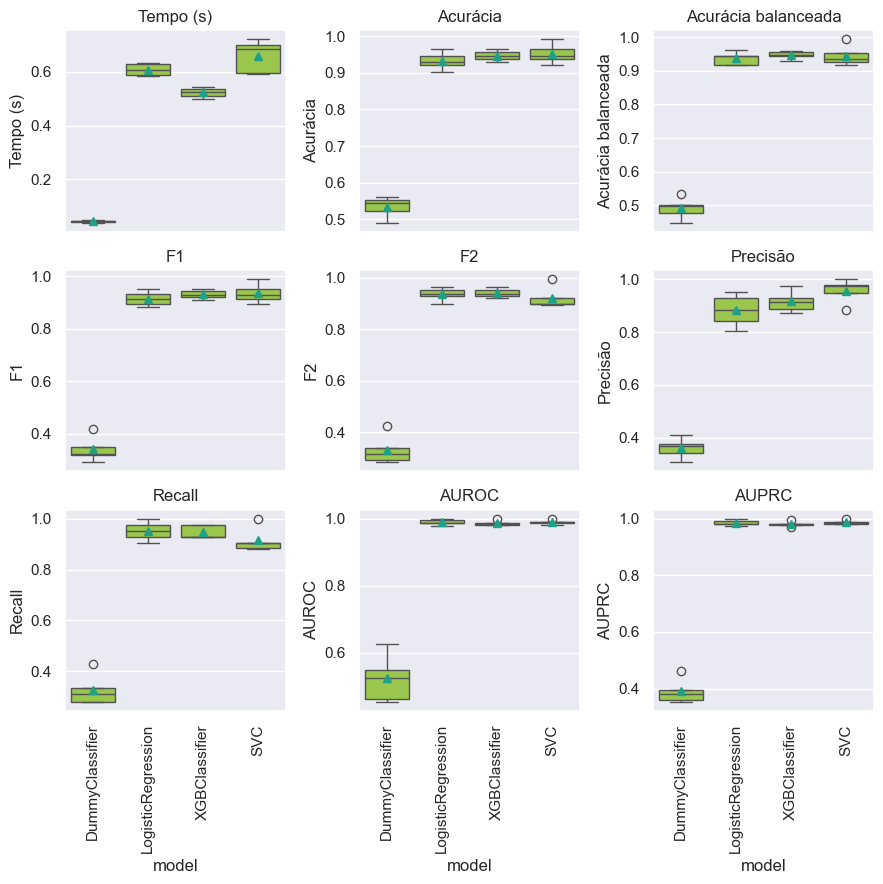 Tempo (s)
Acurácia
Acurácia balanceada
Tempo (s)
0.6
0.4
0.2
Acurácia
1.0
0.9
0.8
0.7
0.6
0.5
Acurácia balanceada
1.0
0.9
0.8
0.7
0.6
0.5
F1
F2
Precisão
F1
1.0
0.8
0.6
0.4
F2
1.0
0.8
0.6
0.4
Precisão
1.0
0.8
0.6
0.4
Recall
AUROC
AUPRC
Recall
1.0
0.8
0.6
0.4
AUROC
1.0
0.8
0.6
AUPRC
1.0
0.8
0.6
0.4
DummyClassifier
LogisticRegression
XGBClassifier
SVC
DummyClassifier
LogisticRegression
XGBClassifier
SVC
DummyClassifier
LogisticRegression
XGBClassifier
SVC
model
model
model